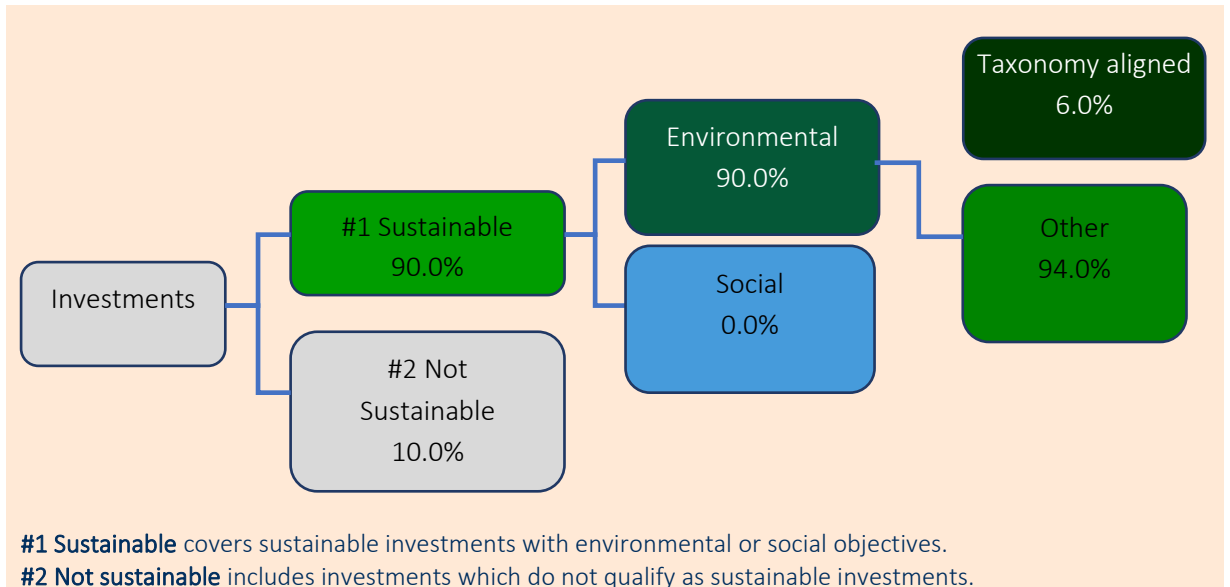 Taxonomy aligned
6.0%
Environmental
90.0%
#1 Sustainable
90.0%
Other
94.0%
Investments
Social
0.0%
#2 Not
Sustainable
10.0%
#1 Sustainable covers sustainable investments with environmental or social objectives.
#2 Not sustainable includes investments which do not qualify as sustainable investments.